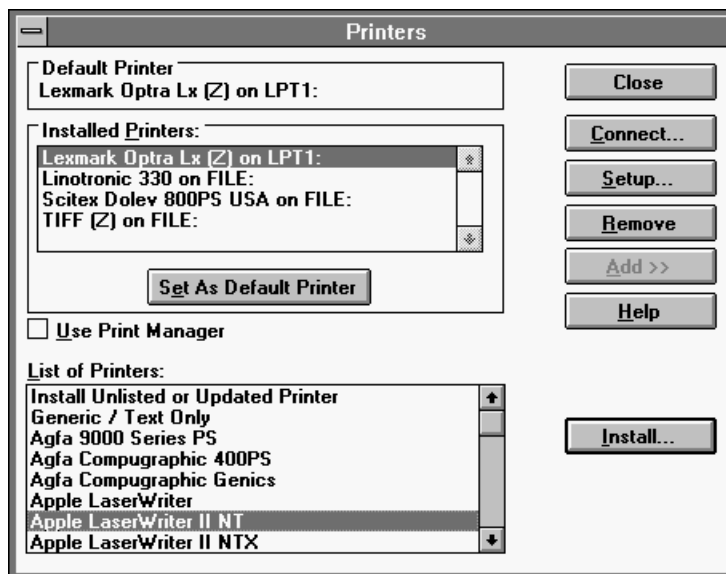 Printers
Default Printer
Lexmark Optra Lx (Z) on LPT1:
Installed Printers:
Lexmark Optra Lx (Z) on LPT1:
Linotronic 330 on FILE:
Scitex Dolev 800PS USA on FILE:
TIFF (Z) on FILE:
Set As Default Printer
Use Print Manager
List of Printers:
Install Unlisted or Updated Printer
Generic / Text Only
Agfa 9000 Series PS
Agfa Compugraphic 400PS
Agfa Compugraphic Genics
Apple LaserWriter
Apple LaserWriter II NT
Apple LaserWriter II NTX
Close
Connect...
Setup...
Remove
Add >>
Help
Install...